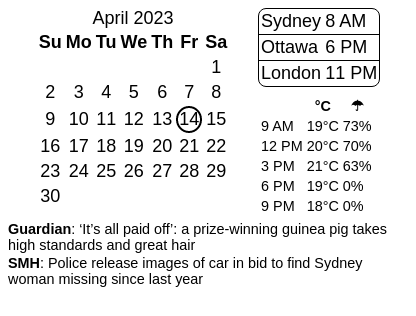 April 2023
Su Mo Tu We Th Fr Sa
1
2 3 4 5 6 7 8
9 10 11 12 13 14 15
16 17 18 19 20 21 22
23 24 25 26 27 28 29
30
Sydney 8 AM
Ottawa 6 PM
London 11 PM
°C ☂
9 AM 19°C 73%
12 PM 20°C 70%
3 PM 21°C 63%
6 PM 19°C 0%
9 PM 18°C 0%
Guardian: ‘It’s all paid off’: a prize-winning guinea pig takes
high standards and great hair
SMH: Police release images of car in bid to find Sydney
woman missing since last year